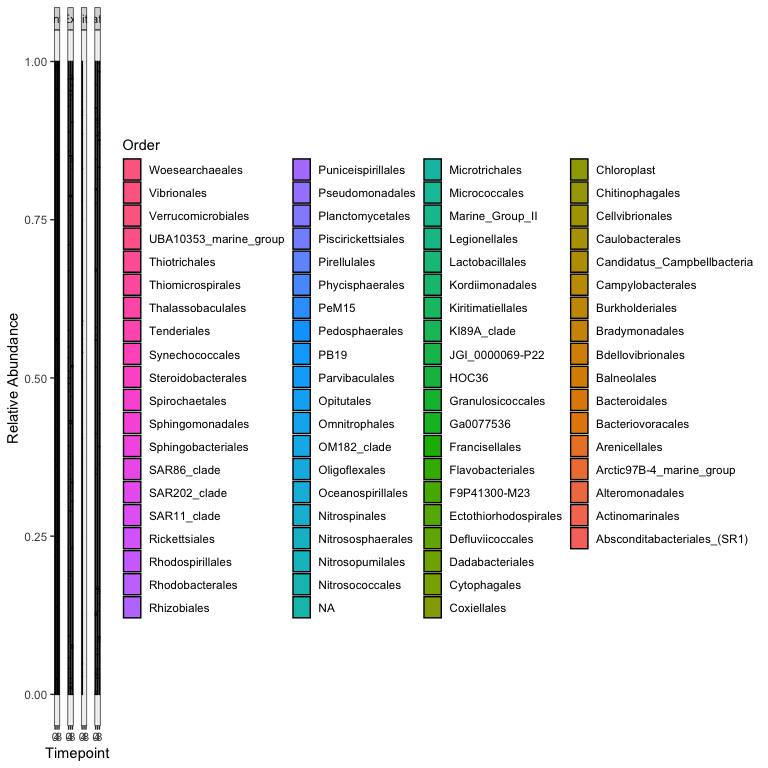 1.00
0.75
0.50
0.25
0.00
Relative Abundance
Timepoint
Order
Woesearchaeales
Vibrionales
Verrucomicrobiales
UBA10353_marine_group
Thiotrichales
Thiomicrospirales
Thalassobaculales
Tenderiales
Synechococcales
Steroidobacterales
Spirochaetales
Sphingomonadales
Sphingobacteriales
SAR86_clade
SAR202_clade
SAR11_clade
Rickettsiales
Rhodospirillales
Rhodobacterales
Rhizobiales
Puniceispirillales
Pseudomonadales
Planctomycetales
Piscirickettsiales
Pirellulales
Phycisphaerales
PeM15
Pedosphaerales
PB19
Parvibaculales
Opitutales
Omnitrophales
OM182_clade
Oligoflexales
Oceanospirillales
Nitrospinales
Nitrososphaerales
Nitrosopumilales
Nitrosococcales
NA
Microtrichales
Micrococcales
Marine_Group_II
Legionellales
Lactobacillales
Kordiimonadales
Kiritimatiellales
KI89A_clade
JGI_0000069-P22
HOC36
Granulosicoccales
Ga0077536
Francisellales
Flavobacteriales
F9P41300-M23
Ectothiorhodospirales
Defluviicoccales
Dadabacteriales
Cytophagales
Coxiellales
Chloroplast
Chitinophagales
Cellvibrionales
Caulobacterales
Candidatus_Campbellbacteria
Campylobacterales
Burkholderiales
Bradymonadales
Bdellovibrionales
Balneolales
Bacteroidales
Bacteriovoracales
Arenicellales
Arctic97B-4_marine_group
Alteromonadales
Actinomarinales
Absconditabacteriales_(SR1)